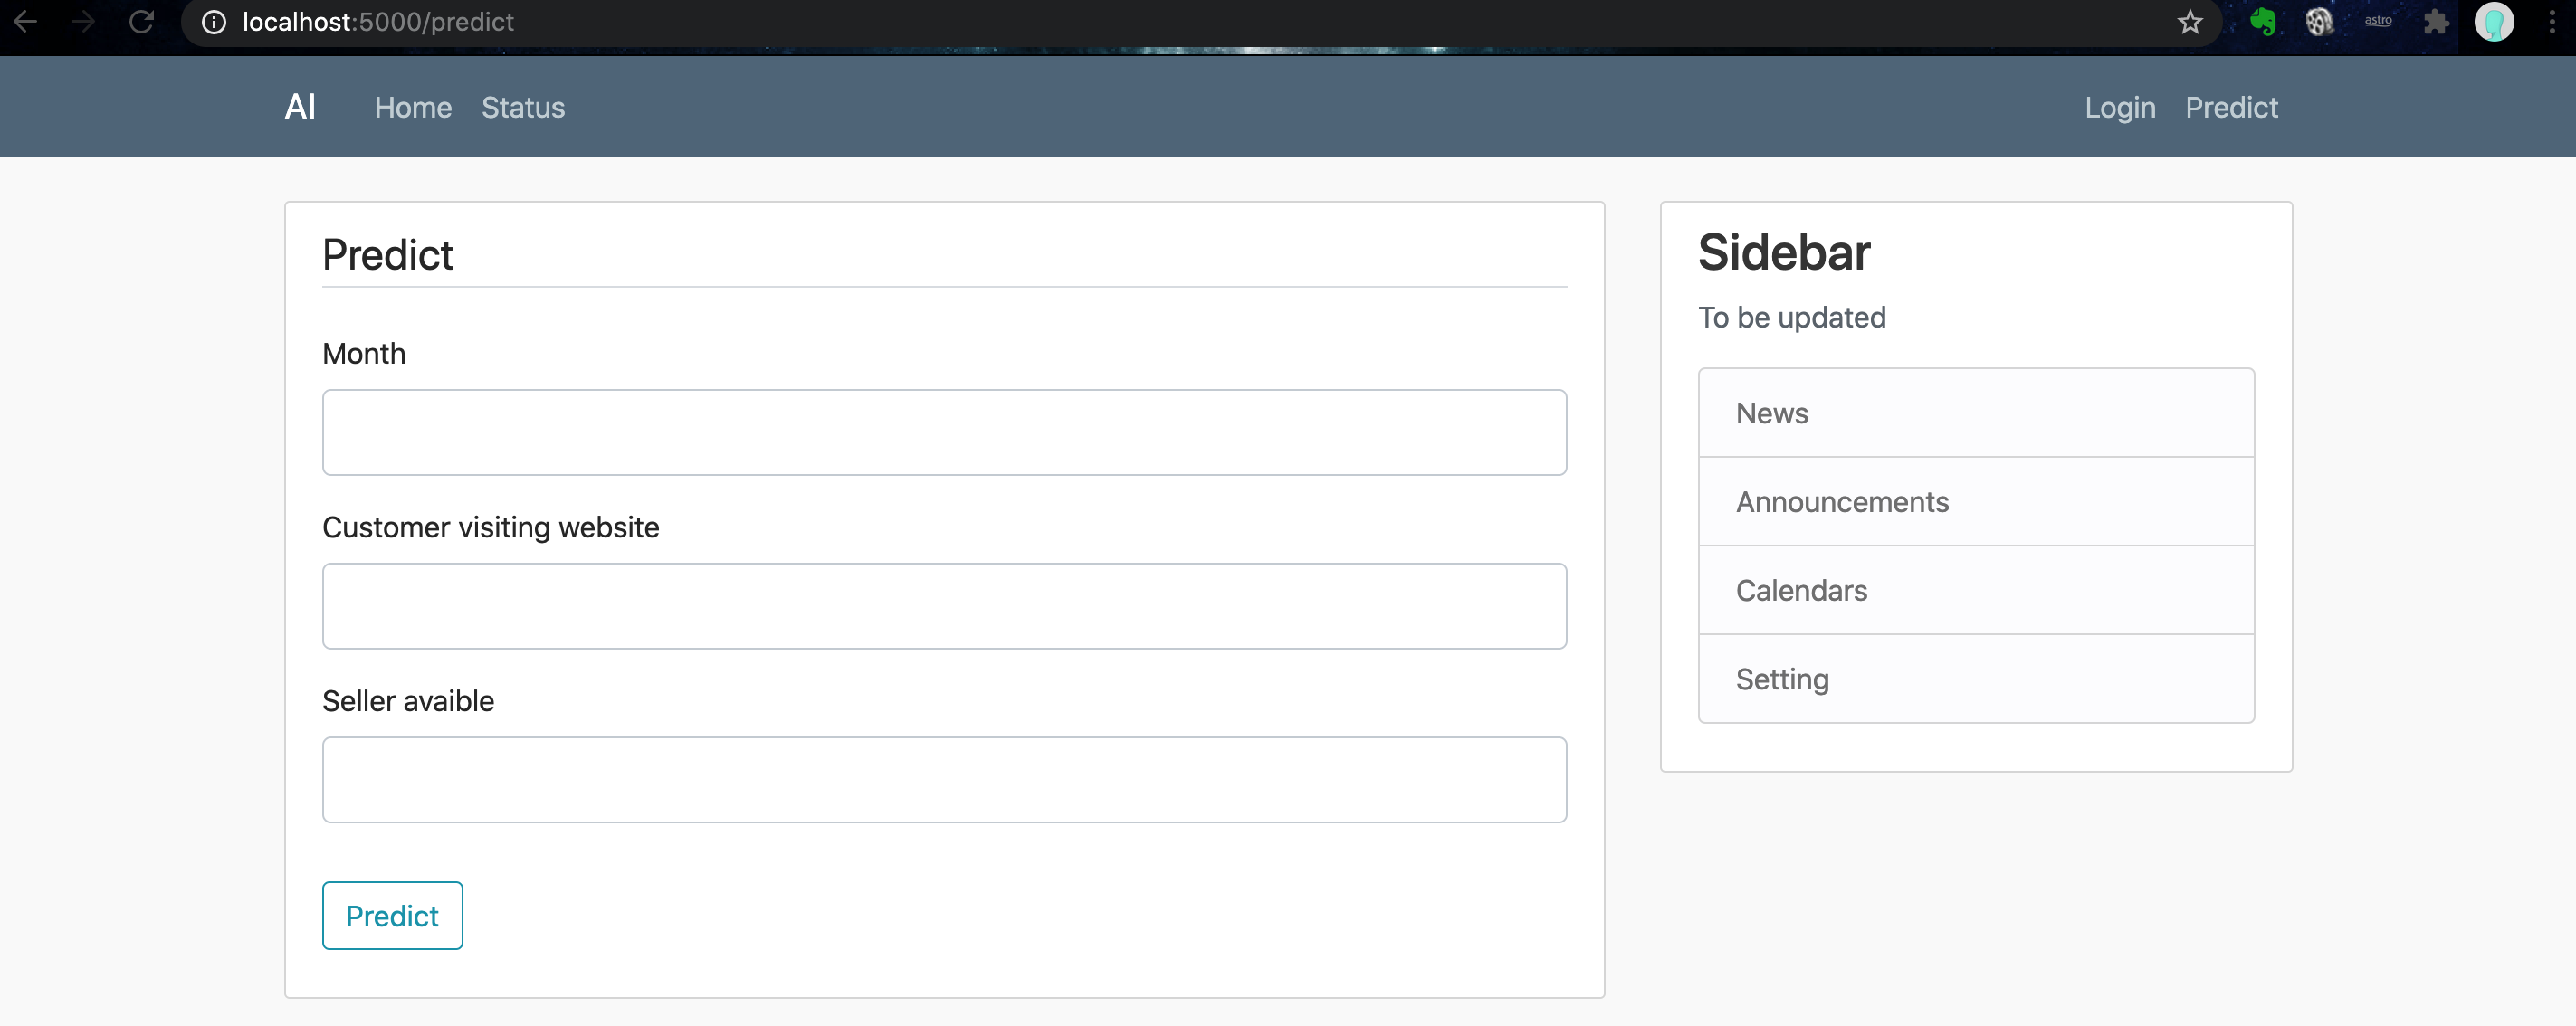 localhost:5000/predict
astro
AI Home Status Login Predict
Predict
Month
Customer visiting website
Seller avaible
Predict
Sidebar
To be updated
News
Announcements
Calendars
Setting